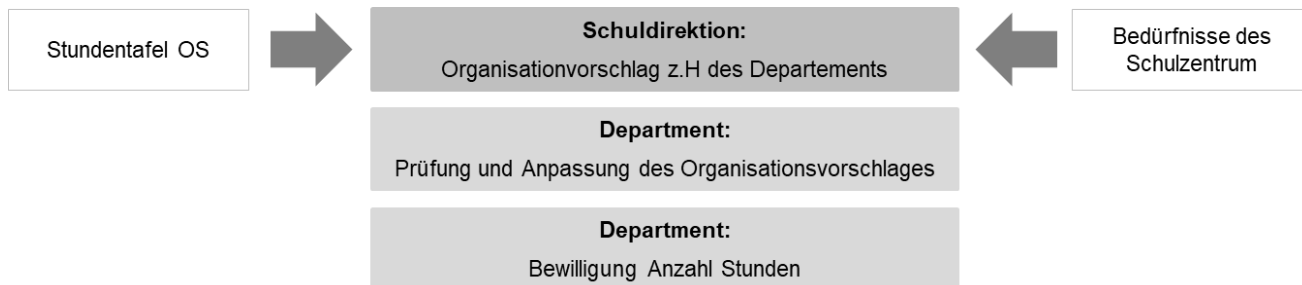 Stundentafel OS
Schuldirektion:
Organisationvorschlag z.H des Departements
Bedürfnisse des
Schulzentrum
Department:
Prüfung und Anpassung des Organisationsvorschlages
Department:
Bewilligung Anzahl Stunden